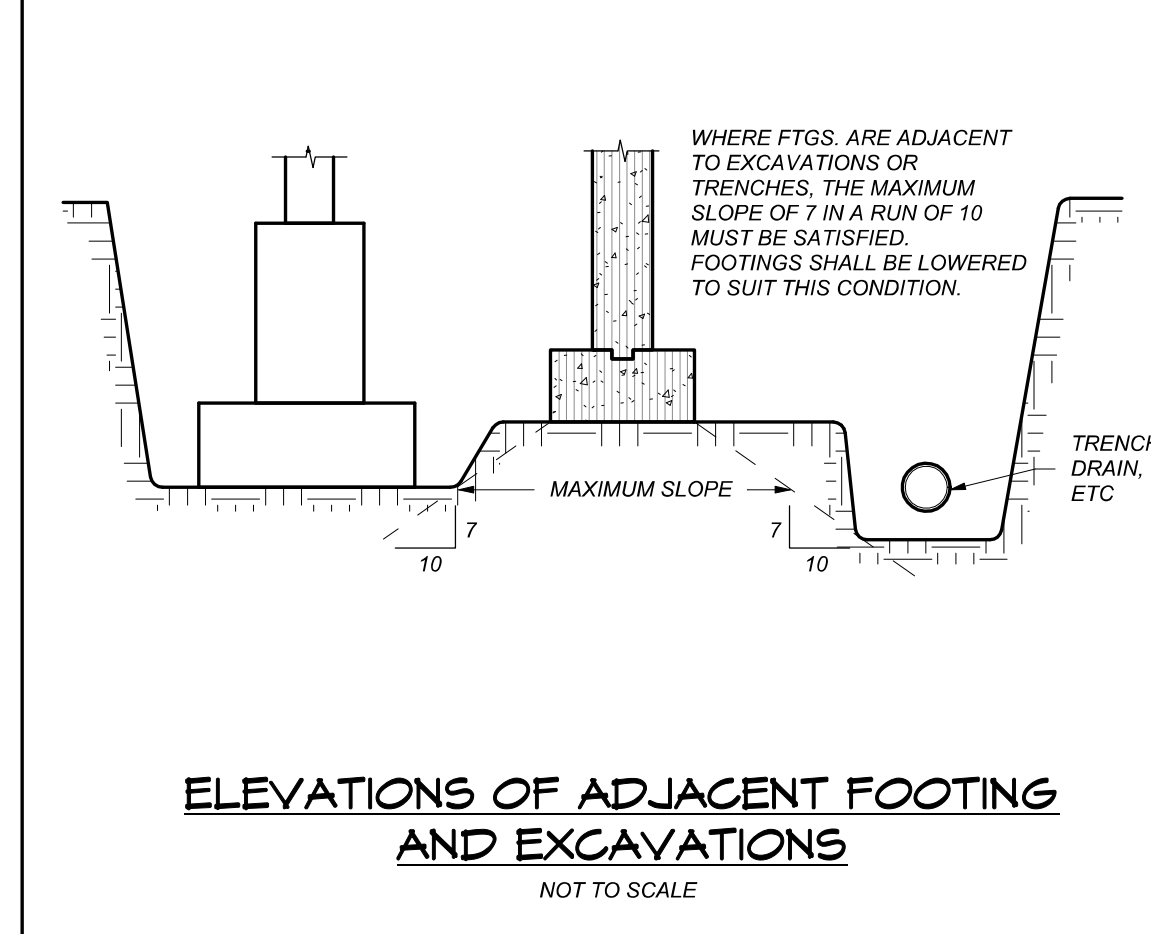 WHERE FTGS. ARE ADJACENT
TO EXCAVATIONS OR
TRENCHES, THE MAXIMUM
SLOPE OF 7 IN A RUN OF 10
MUST BE SATISFIED.
FOOTINGS SHALL BE LOWERED
TO SUIT THIS CONDITION.
TRENCH
DRAIN,
ETC
MAXIMUM SLOPE
7
10
7
10
ELEVATIONS OF ADJACENT FOOTING
AND EXCAVATIONS
NOT TO SCALE